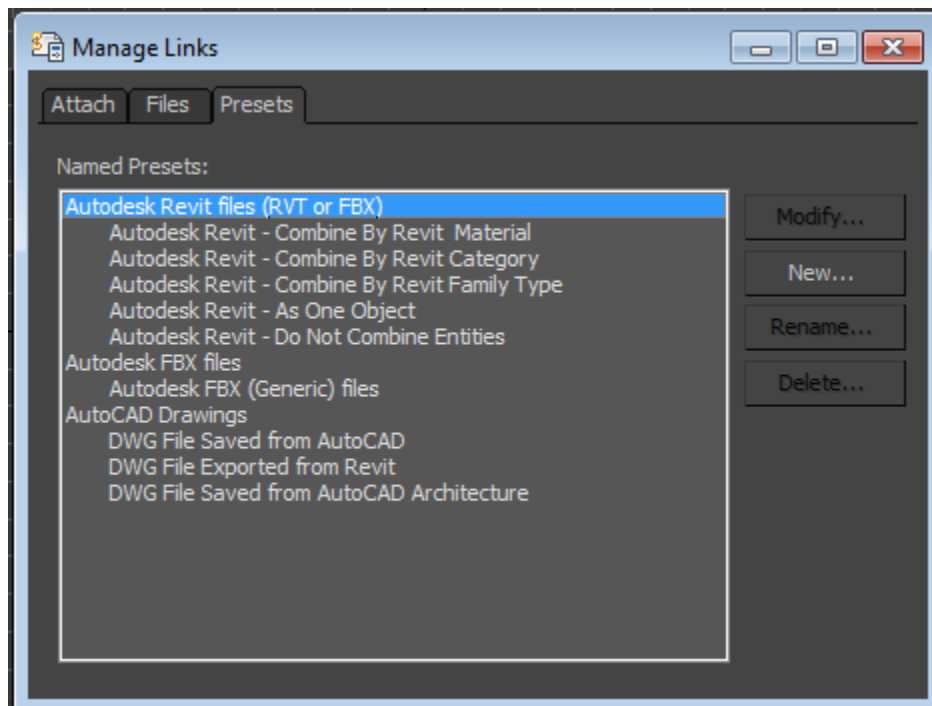 Manage Links
Attach Files Presets
Named Presets:
Autodesk Revit files (RVT or FBX)
Autodesk Revit - Combine By Revit  Material
Autodesk Revit - Combine By Revit Category
Autodesk Revit - Combine By Revit Family Type
Autodesk Revit - As One Object
Autodesk Revit - Do Not Combine Entities
Autodesk FBX files
Autodesk FBX (Generic) files
AutoCAD Drawings
DWG File Saved from AutoCAD
DWG File Exported from Revit
DWG File Saved from AutoCAD Architecture
Modify...
New...
Rename...
Delete...